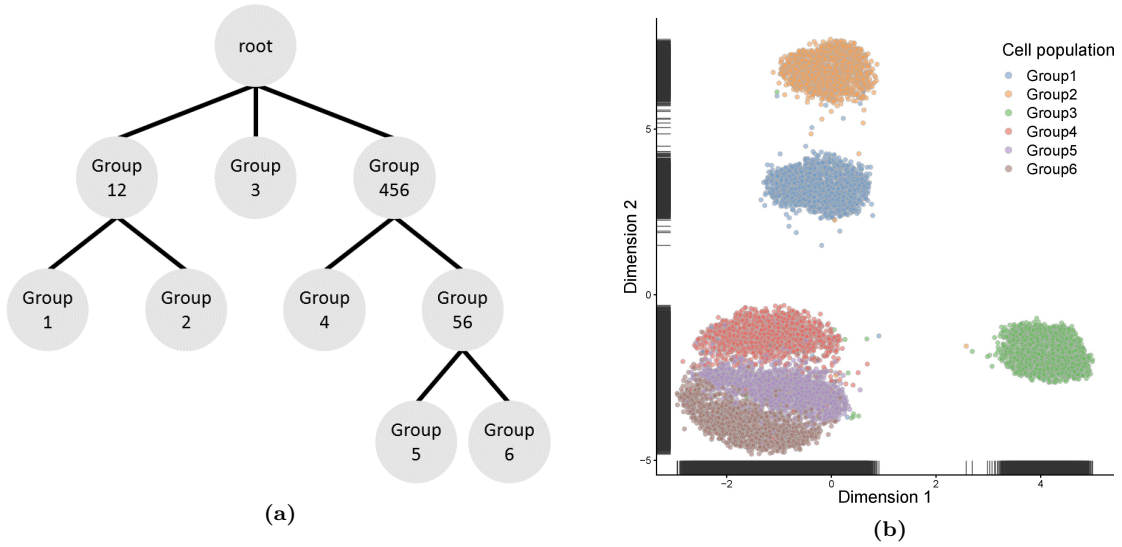 root
Group
12
Group
3
Group
456
Group
1
Group
2
Group
4
Group
56
Group
5
Group
6
(a)
Cell population
Group1
Group2
Group3
Group4
Group5
Group6
Dimension 2
5
0
−5
−2
0
2
4
Dimension 1
(b)